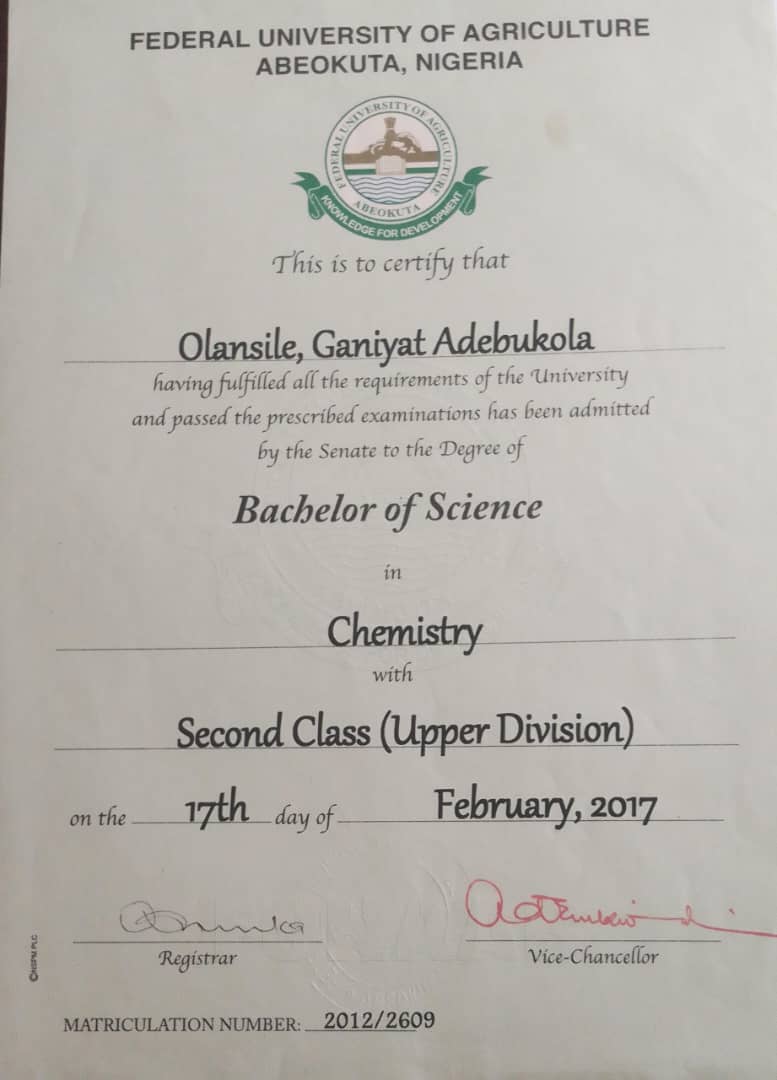 FEDERAL UNIVERSITY OF AGRICULTURE
ABEOKUTA, NIGERIA
FEDERAL UNIVERSITY OF AGRICULTURE
ABEOKUTA
KNOWLEDGE FOR DEVELOPMENT
This is to certify that
Olansile, Ganiyat Adebukola
having fulfilled all the requirements of the University
and passed the prescribed examinations has been admitted
by the Senate to the Degree of
Bachelor of Science
in
Chemistry
with
Second Class (Upper Division)
on the 17th day of February, 2017
Registrar Vice-Chancellor
©NSPM PLC
MATRICULATION NUMBER: 2012/2609